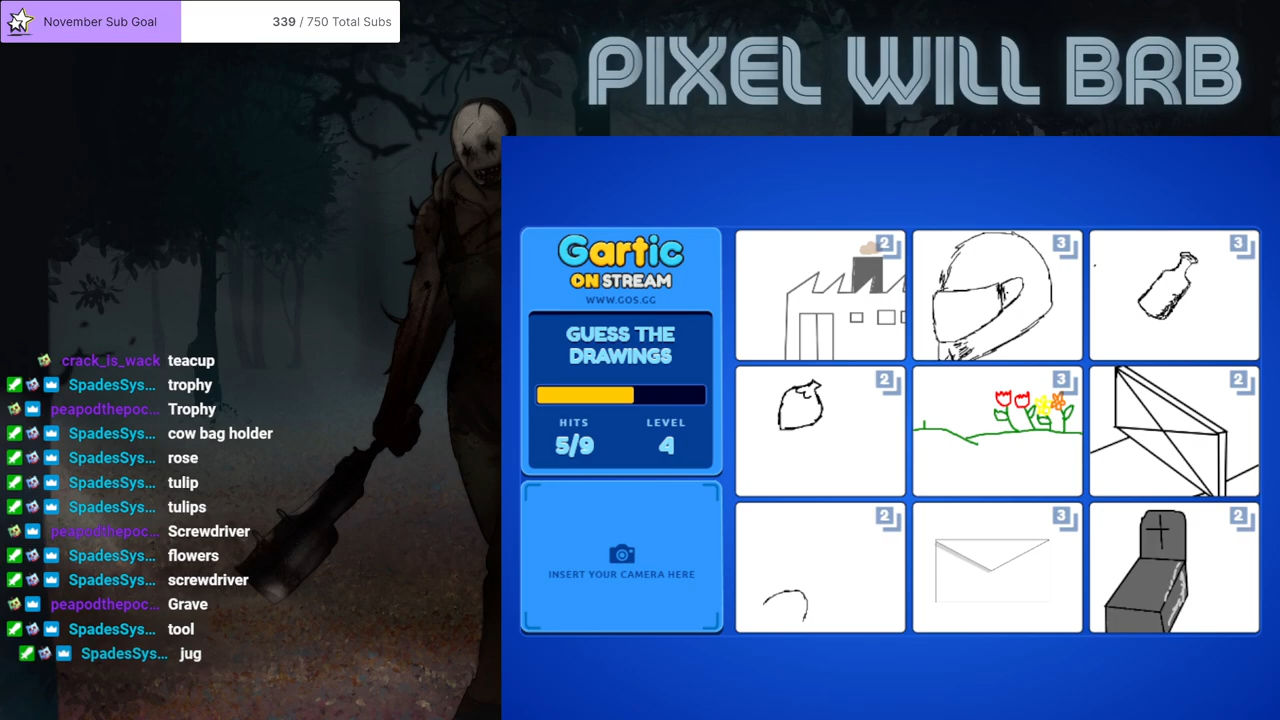 November Sub Goal
339 / 750 Total Subs
PIXEL WILL BRB
Gartic
ON STREAM
WWW.GOS.GG
GUESS THE
DRAWINGS
HITS
5/9
LEVEL
4
INSERT YOUR CAMERA HERE
2
3
3
2
3
2
2
3
2
crack_is_wack teacup
SpadesSys... trophy
peapodthepoc... Trophy
SpadesSys... cow bag holder
SpadesSys... rose
SpadesSys... tulip
SpadesSys... tulips
peapodthepoc... Screwdriver
SpadesSys... flowers
SpadesSys... screwdriver
peapodthepoc... Grave
SpadesSys... tool
SpadesSys... jug